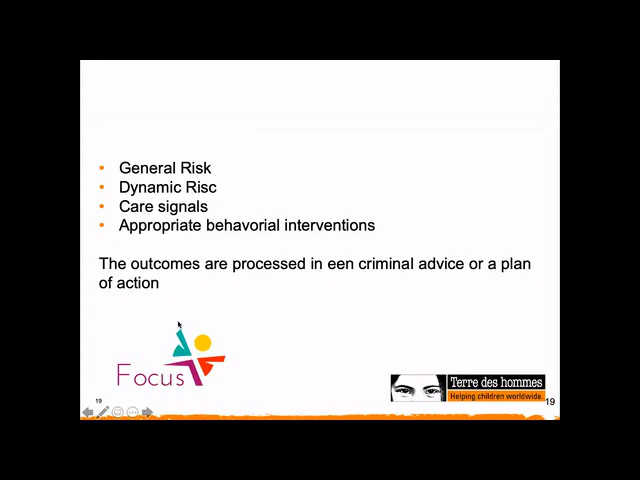 • General Risk
• Dynamic Risc
• Care signals
• Appropriate behavorial interventions
The outcomes are processed in een criminal advice or a plan
of action
Focus
Terre des hommes
Helping children worldwide.
19
19